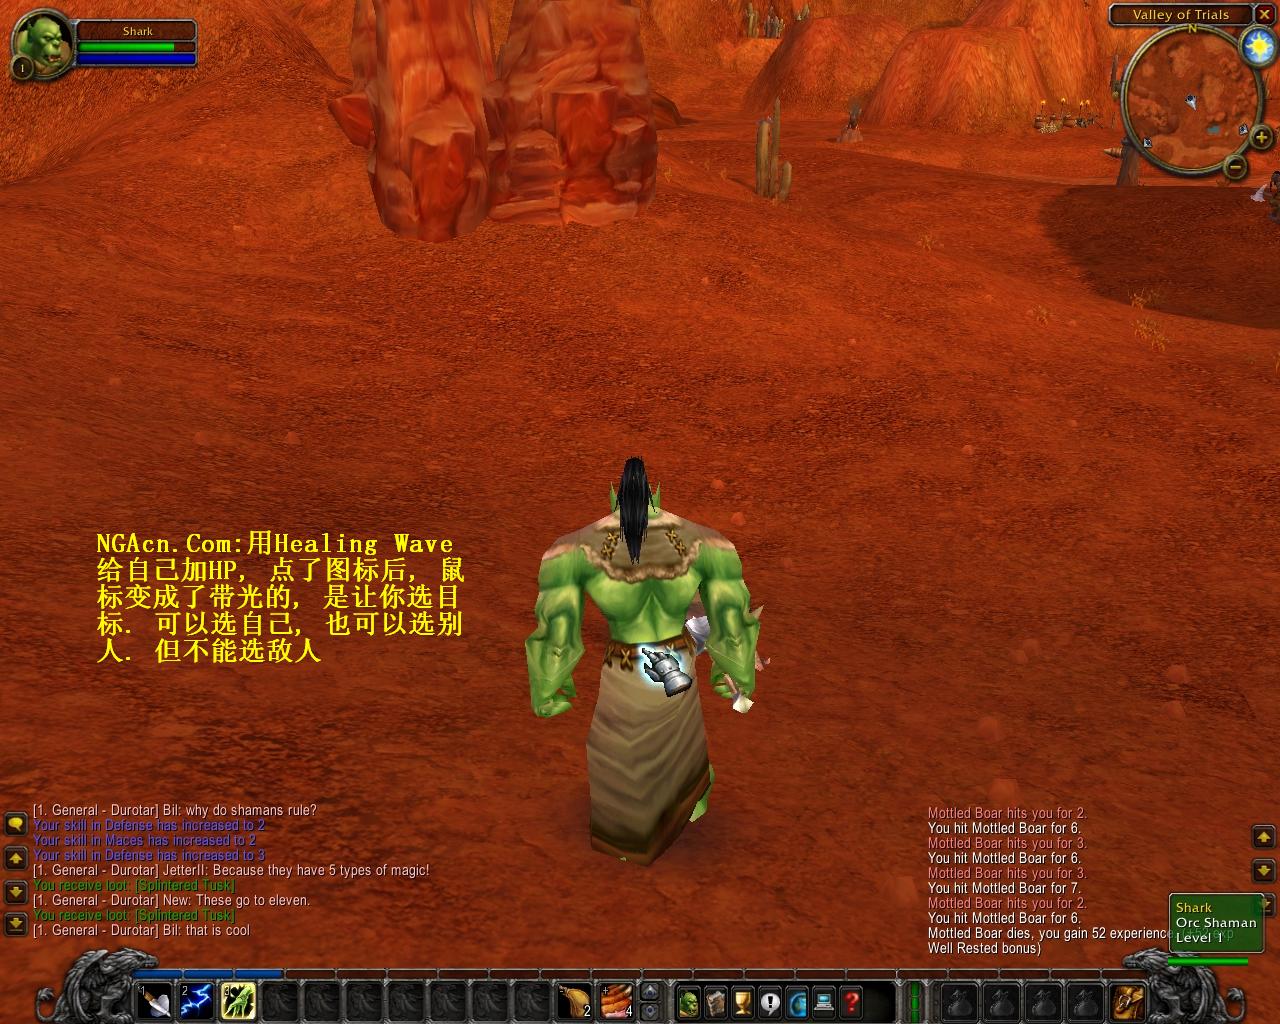 Shark
1
Valley of Trials
N
NGAcn.Com:用Healing Wave
给自己加HP, 点了图标后, 鼠
标变成了带光的, 是让你选目
标. 可以选自己, 也可以选别
人. 但不能选敌人
[1. General - Durotar] Bil: why do shamans rule?
Your skill in Defense has increased to 2
Your skill in Maces has increased to 2
Your skill in Defense has increased to 3
[1. General - Durotar] JetterII: Because they have 5 types of magic!
You receive loot: [Splintered Tusk]
[1. General - Durotar] New: These go to eleven.
You receive loot: [Splintered Tusk]
[1. General - Durotar] Bil: that is cool
Mottled Boar hits you for 2.
You hit Mottled Boar for 6.
Mottled Boar hits you for 3.
You hit Mottled Boar for 6.
Mottled Boar hits you for 3.
You hit Mottled Boar for 7.
Mottled Boar hits you for 2.
You hit Mottled Boar for 6.
Mottled Boar dies, you gain 52 experience. exp
Well Rested bonus)
Shark
Orc Shaman
Level 1
1 2 3 2 + 4